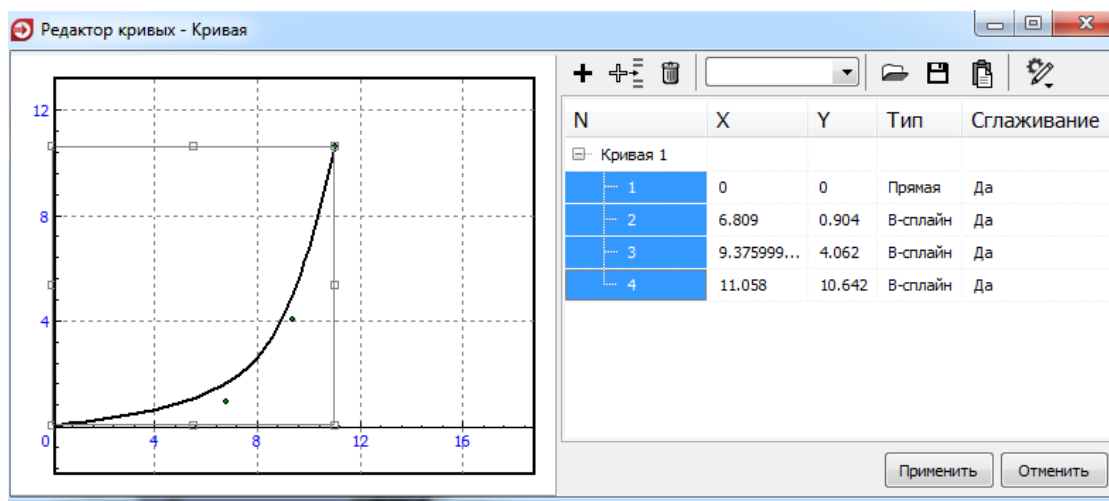 Редактор кривых - Кривая
12
8
4
0 4 8 12 16
N X Y Тип Сглаживание
Кривая 1
1 0 0 Прямая Да
2 6.809 0.904 В-сплайн Да
3 9.375999... 4.062 В-сплайн Да
4 11.058 10.642 В-сплайн Да
Применить Отменить